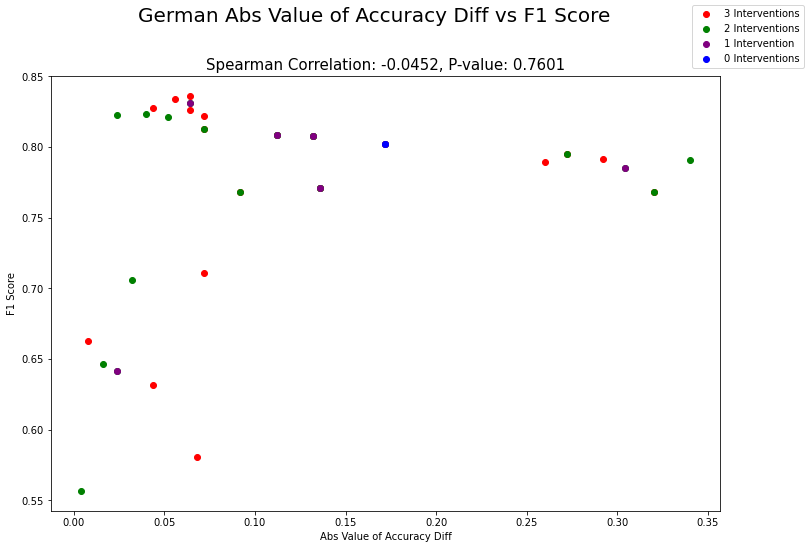 German Abs Value of Accuracy Diff vs F1 Score
3 Interventions
2 Interventions
1 Intervention
0 Interventions
Spearman Correlation: -0.0452, P-value: 0.7601
0.85
0.80
0.75
0.70
0.65
0.60
0.55
F1 Score
0.00 0.05 0.10 0.15 0.20 0.25 0.30 0.35
Abs Value of Accuracy Diff